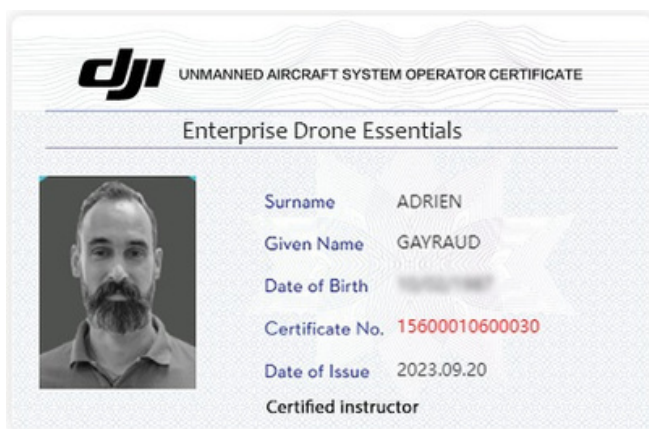 dji UNMANNED AIRCRAFT SYSTEM OPERATOR CERTIFICATE
Enterprise Drone Essentials
Surname ADRIEN
Given Name GAYRAUD
Date of Birth
Certificate No. 15600010600030
Date of Issue 2023.09.20
Certified instructor